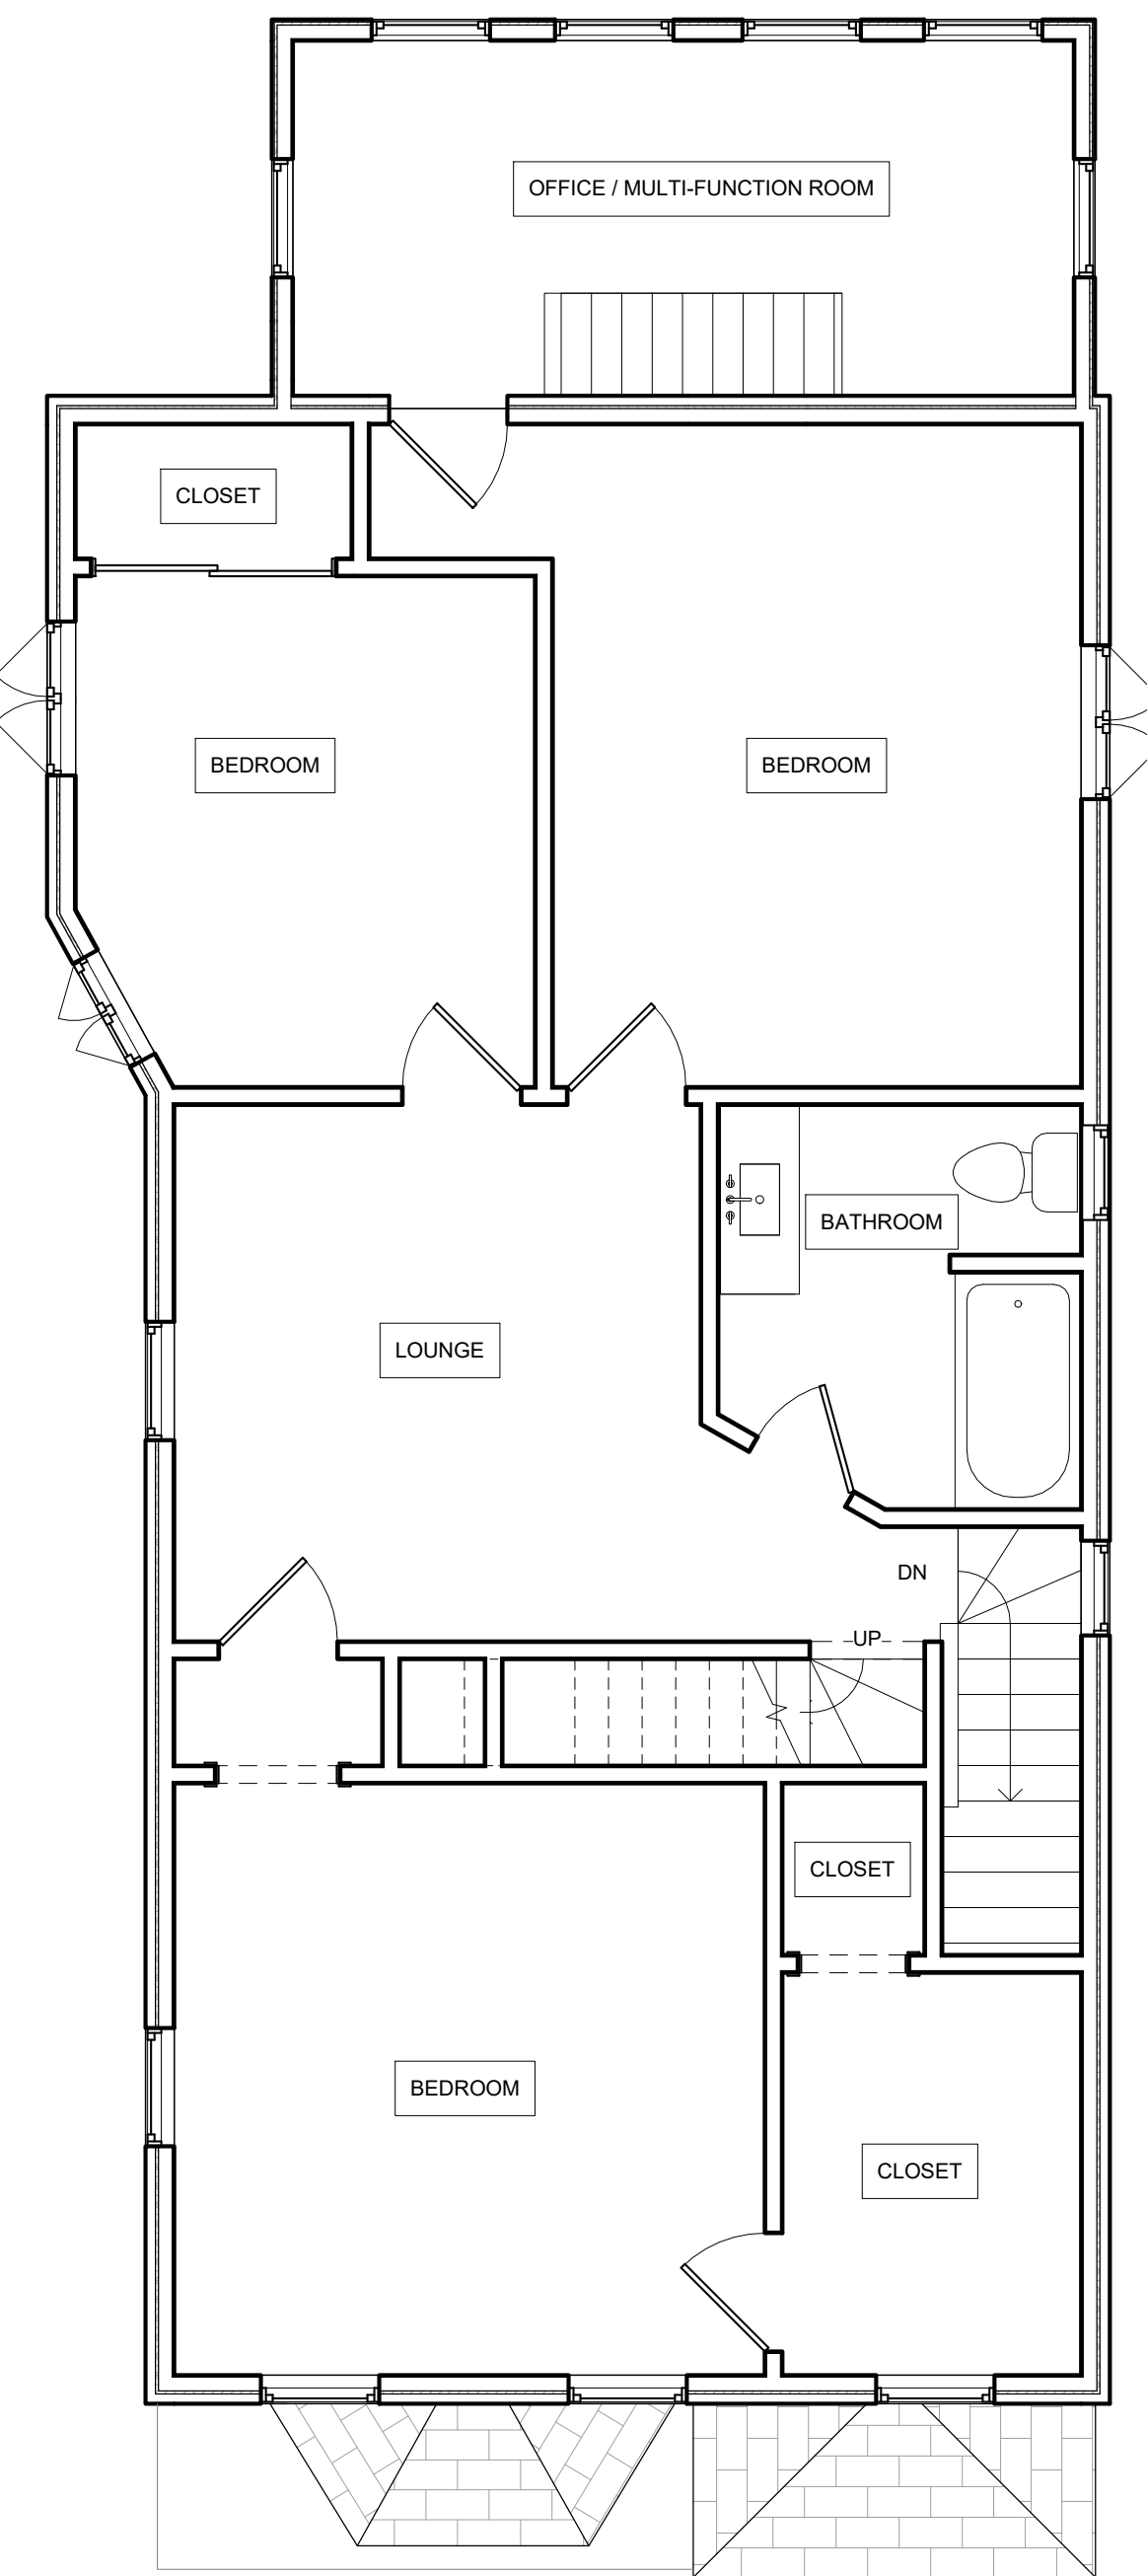 OFFICE / MULTI-FUNCTION ROOM
CLOSET
BEDROOM
BEDROOM
BATHROOM
LOUNGE
DN
UP
CLOSET
BEDROOM
CLOSET